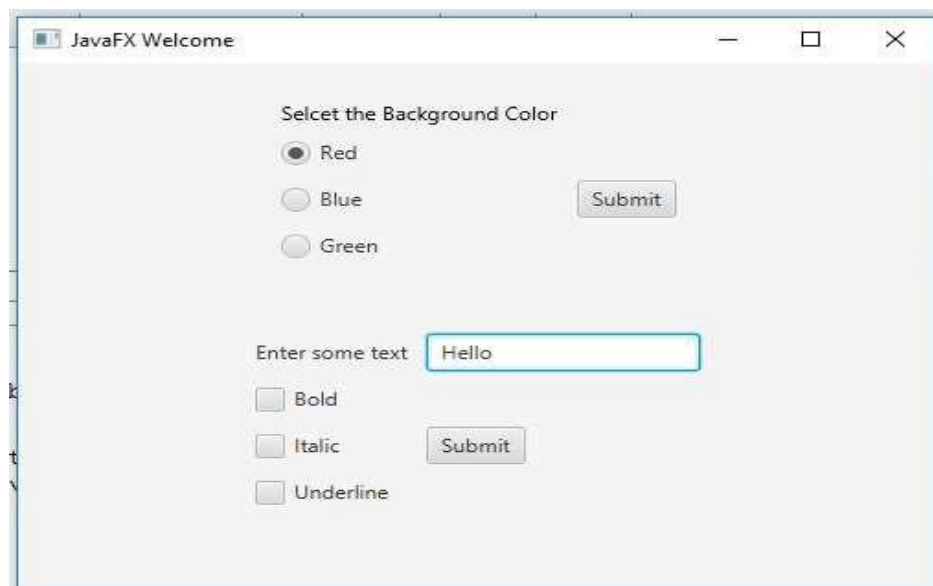 JavaFX Welcome
Selcet the Background Color
Red
Blue
Submit
Green
Enter some text
Hello
Bold
Italic
Submit
Underline